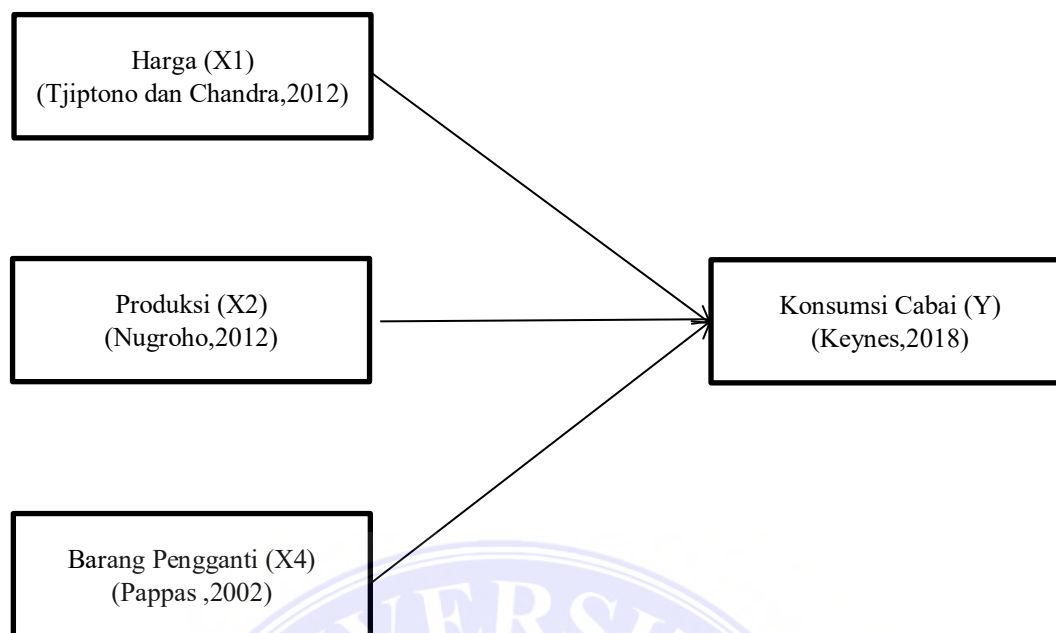 Harga (X1)
(Tjiptono dan Chandra,2012)
Produksi (X2)
(Nugroho,2012)
Konsumsi Cabai (Y)
(Keynes,2018)
Barang Pengganti (X4)
(Pappas ,2002)